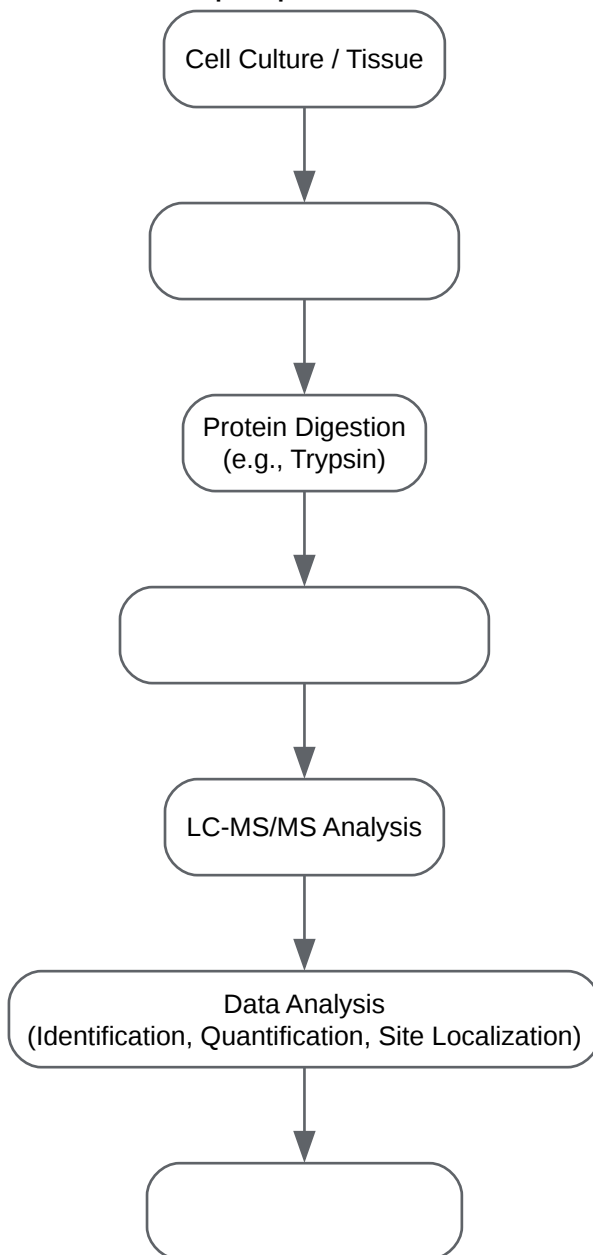 Cell Culture / Tissue
Protein Digestion
(e.g., Trypsin)
LC-MS/MS Analysis
Data Analysis
(Identification, Quantification, Site Localization)